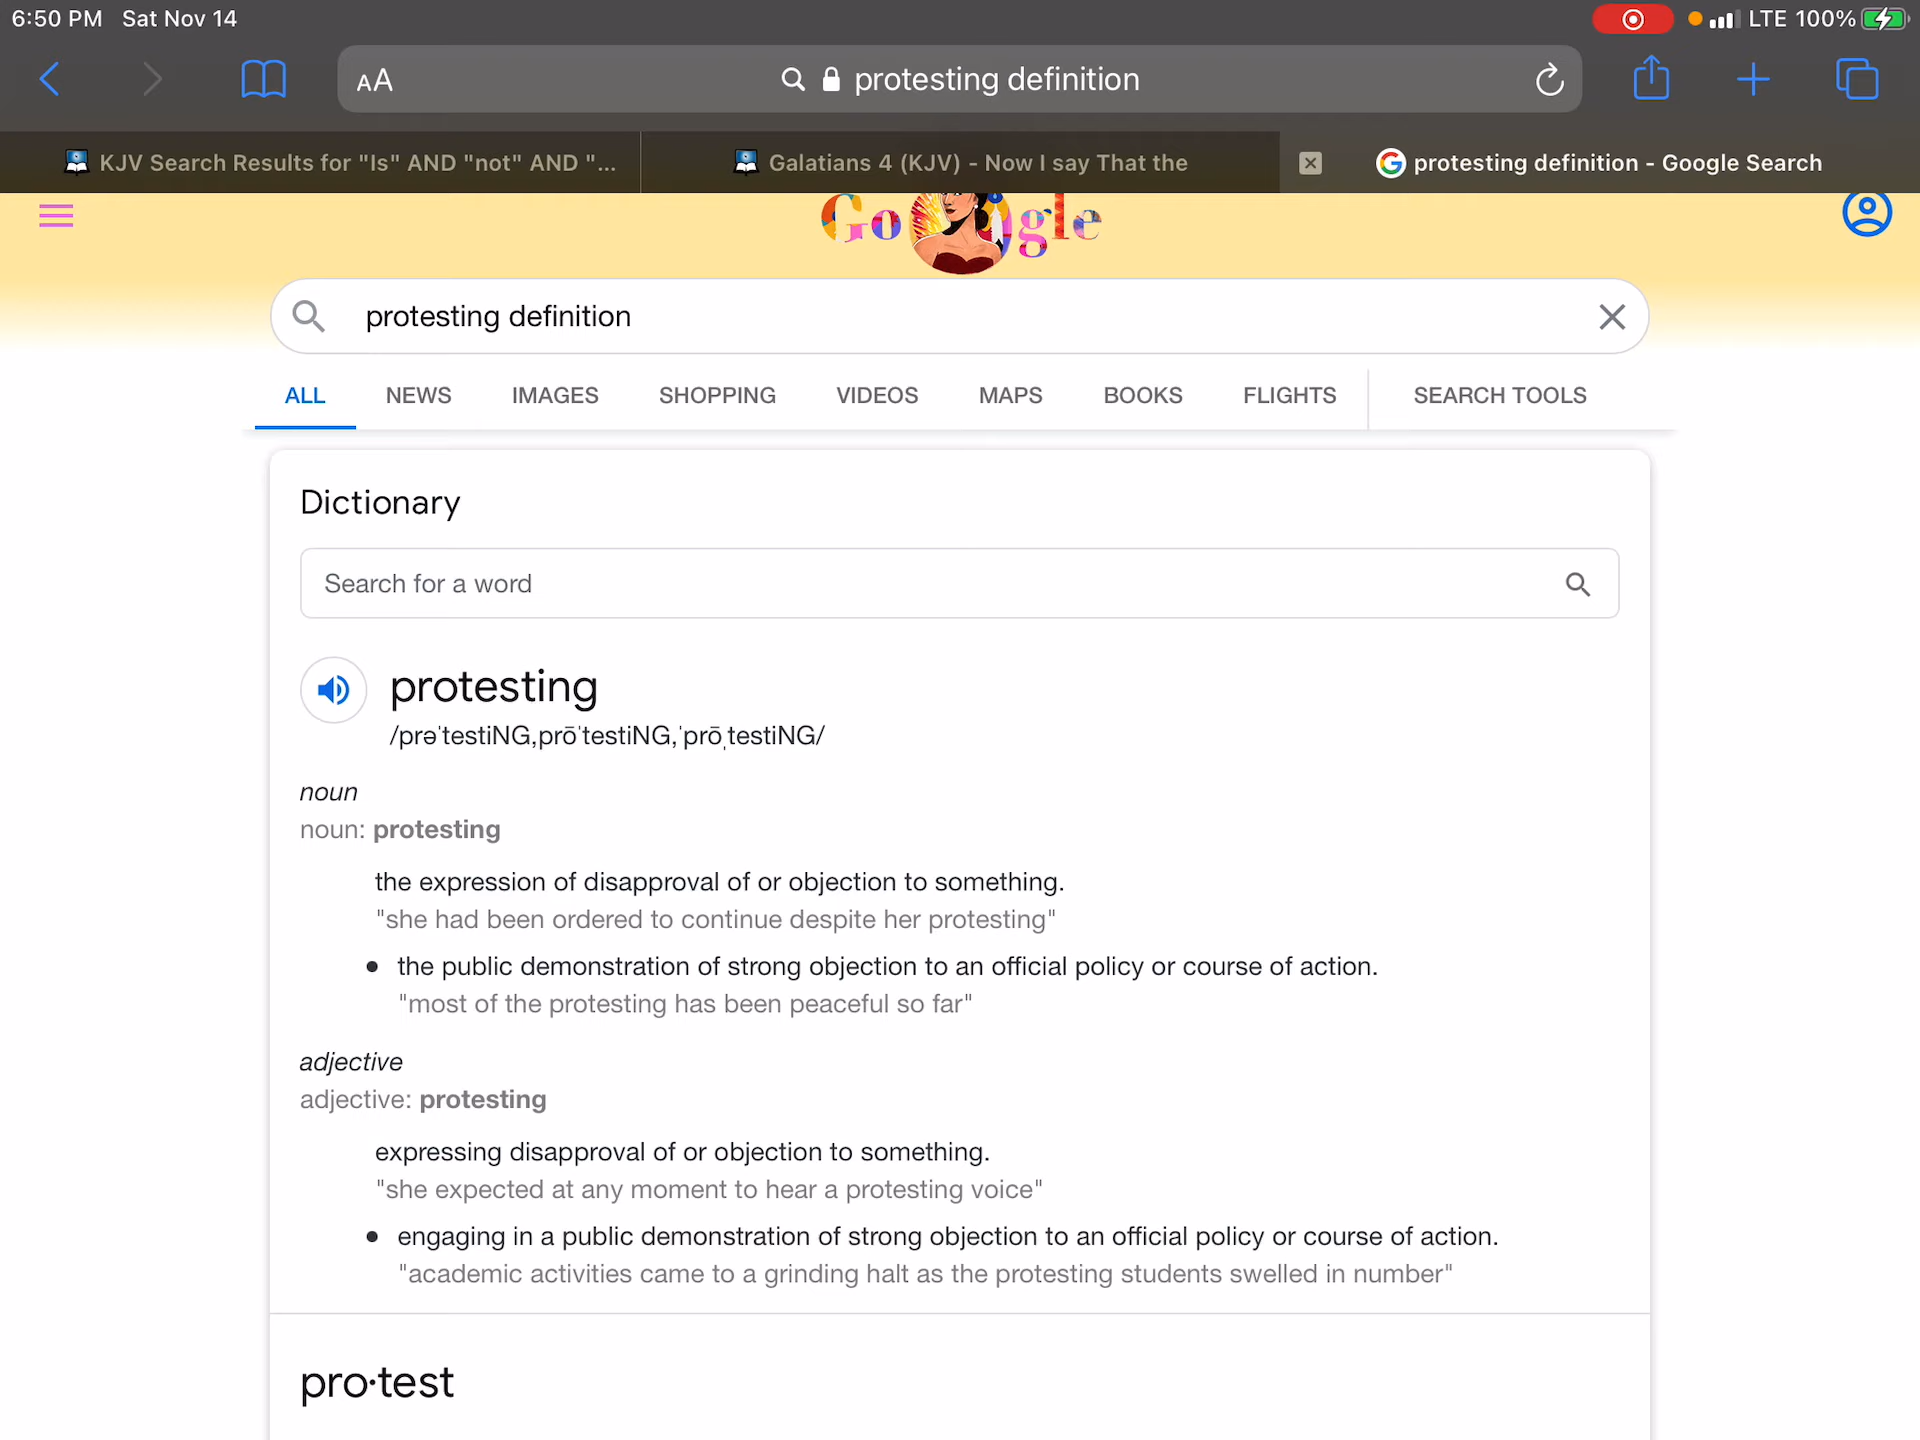 6:50 PM Sat Nov 14
LTE 100%
AA
protesting definition
KJV Search Results for "Is" AND "not" AND "...
Galatians 4 (KJV) - Now I say That the
protesting definition - Google Search
Google
protesting definition
ALL NEWS IMAGES SHOPPING VIDEOS MAPS BOOKS FLIGHTS SEARCH TOOLS
Dictionary
Search for a word
protesting
/prəˈtestiNG,prōˈtestiNG,ˈprōˌtestiNG/
noun
noun: protesting
the expression of disapproval of or objection to something.
"she had been ordered to continue despite her protesting"
• the public demonstration of strong objection to an official policy or course of action.
"most of the protesting has been peaceful so far"
adjective
adjective: protesting
expressing disapproval of or objection to something.
"she expected at any moment to hear a protesting voice"
• engaging in a public demonstration of strong objection to an official policy or course of action.
"academic activities came to a grinding halt as the protesting students swelled in number"
pro·test